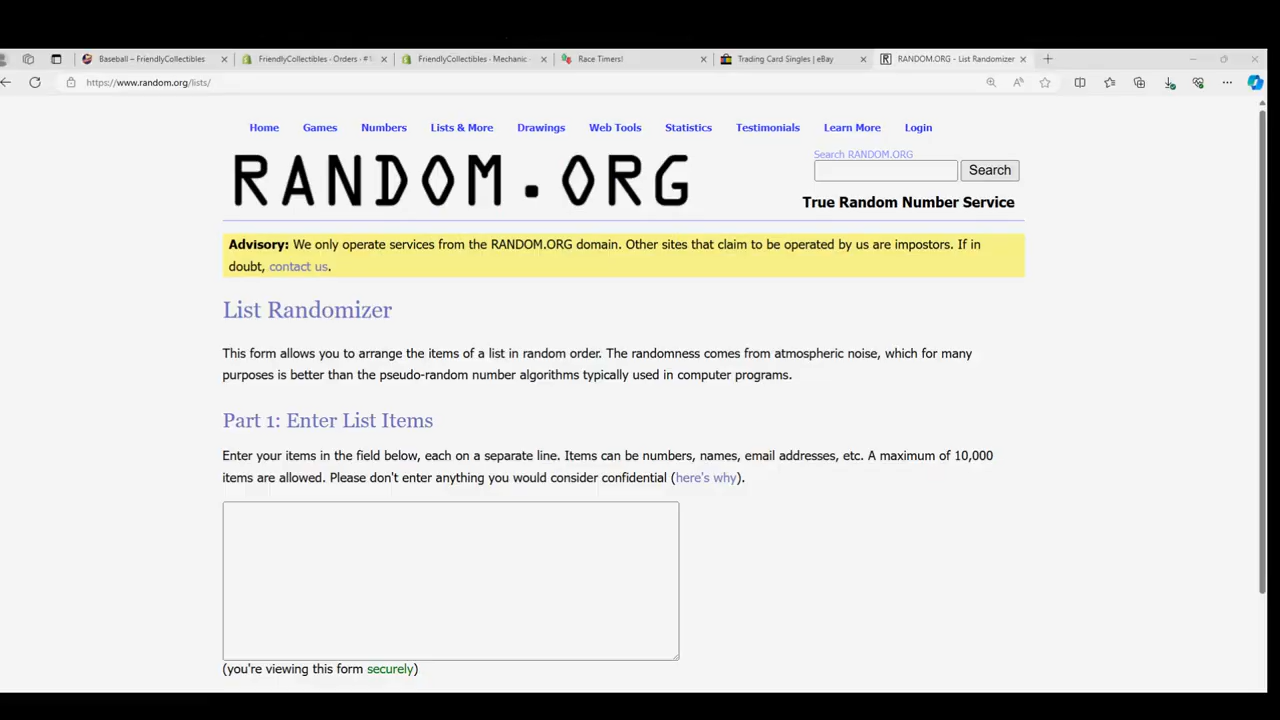 Baseball – FriendlyCollectibles
FriendlyCollectibles - Orders - #1
FriendlyCollectibles - Mechanic
Race Timers!
Trading Card Singles | eBay
RANDOM.ORG - List Randomizer
https://www.random.org/lists/
Home Games Numbers Lists & More Drawings Web Tools Statistics Testimonials Learn More Login
RANDOM.ORG
Search RANDOM.ORG
Search
True Random Number Service
Advisory: We only operate services from the RANDOM.ORG domain. Other sites that claim to be operated by us are impostors. If in
doubt, contact us.
List Randomizer
This form allows you to arrange the items of a list in random order. The randomness comes from atmospheric noise, which for many
purposes is better than the pseudo-random number algorithms typically used in computer programs.
Part 1: Enter List Items
Enter your items in the field below, each on a separate line. Items can be numbers, names, email addresses, etc. A maximum of 10,000
items are allowed. Please don't enter anything you would consider confidential (here's why).
(you're viewing this form securely)